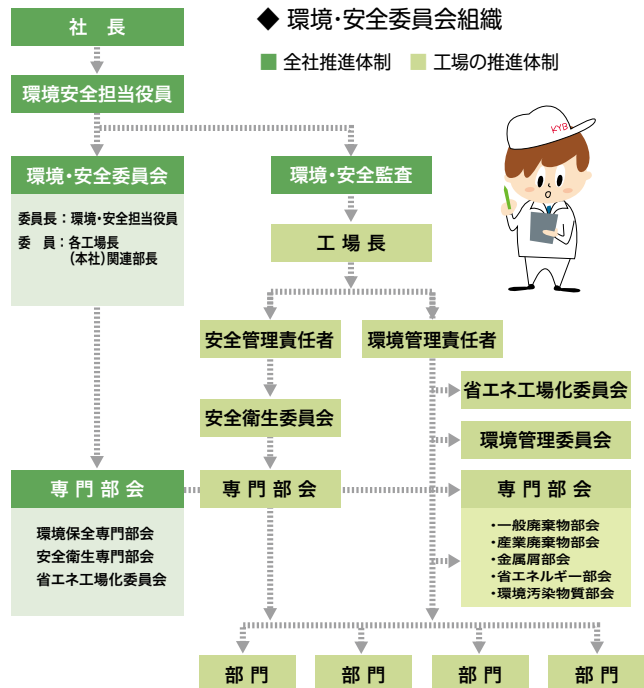 ◆ 環境・安全委員会組織
■ 全社推進体制 ■ 工場の推進体制
社 長
環境安全担当役員
環境・安全委員会
委員長：環境・安全担当役員
委 員：各工場長
(本社)関連部長
環境・安全監査
KYB
工 場 長
安全管理責任者
環境管理責任者
安全衛生委員会
省エネ工場化委員会
環境管理委員会
専 門 部 会
環境保全専門部会
安全衛生専門部会
省エネ工場化委員会
専 門 部 会
専 門 部 会
・一般廃棄物部会
・産業廃棄物部会
・金属屑部会
・省エネルギー部会
・環境汚染物質部会
部 門
部 門
部 門
部 門